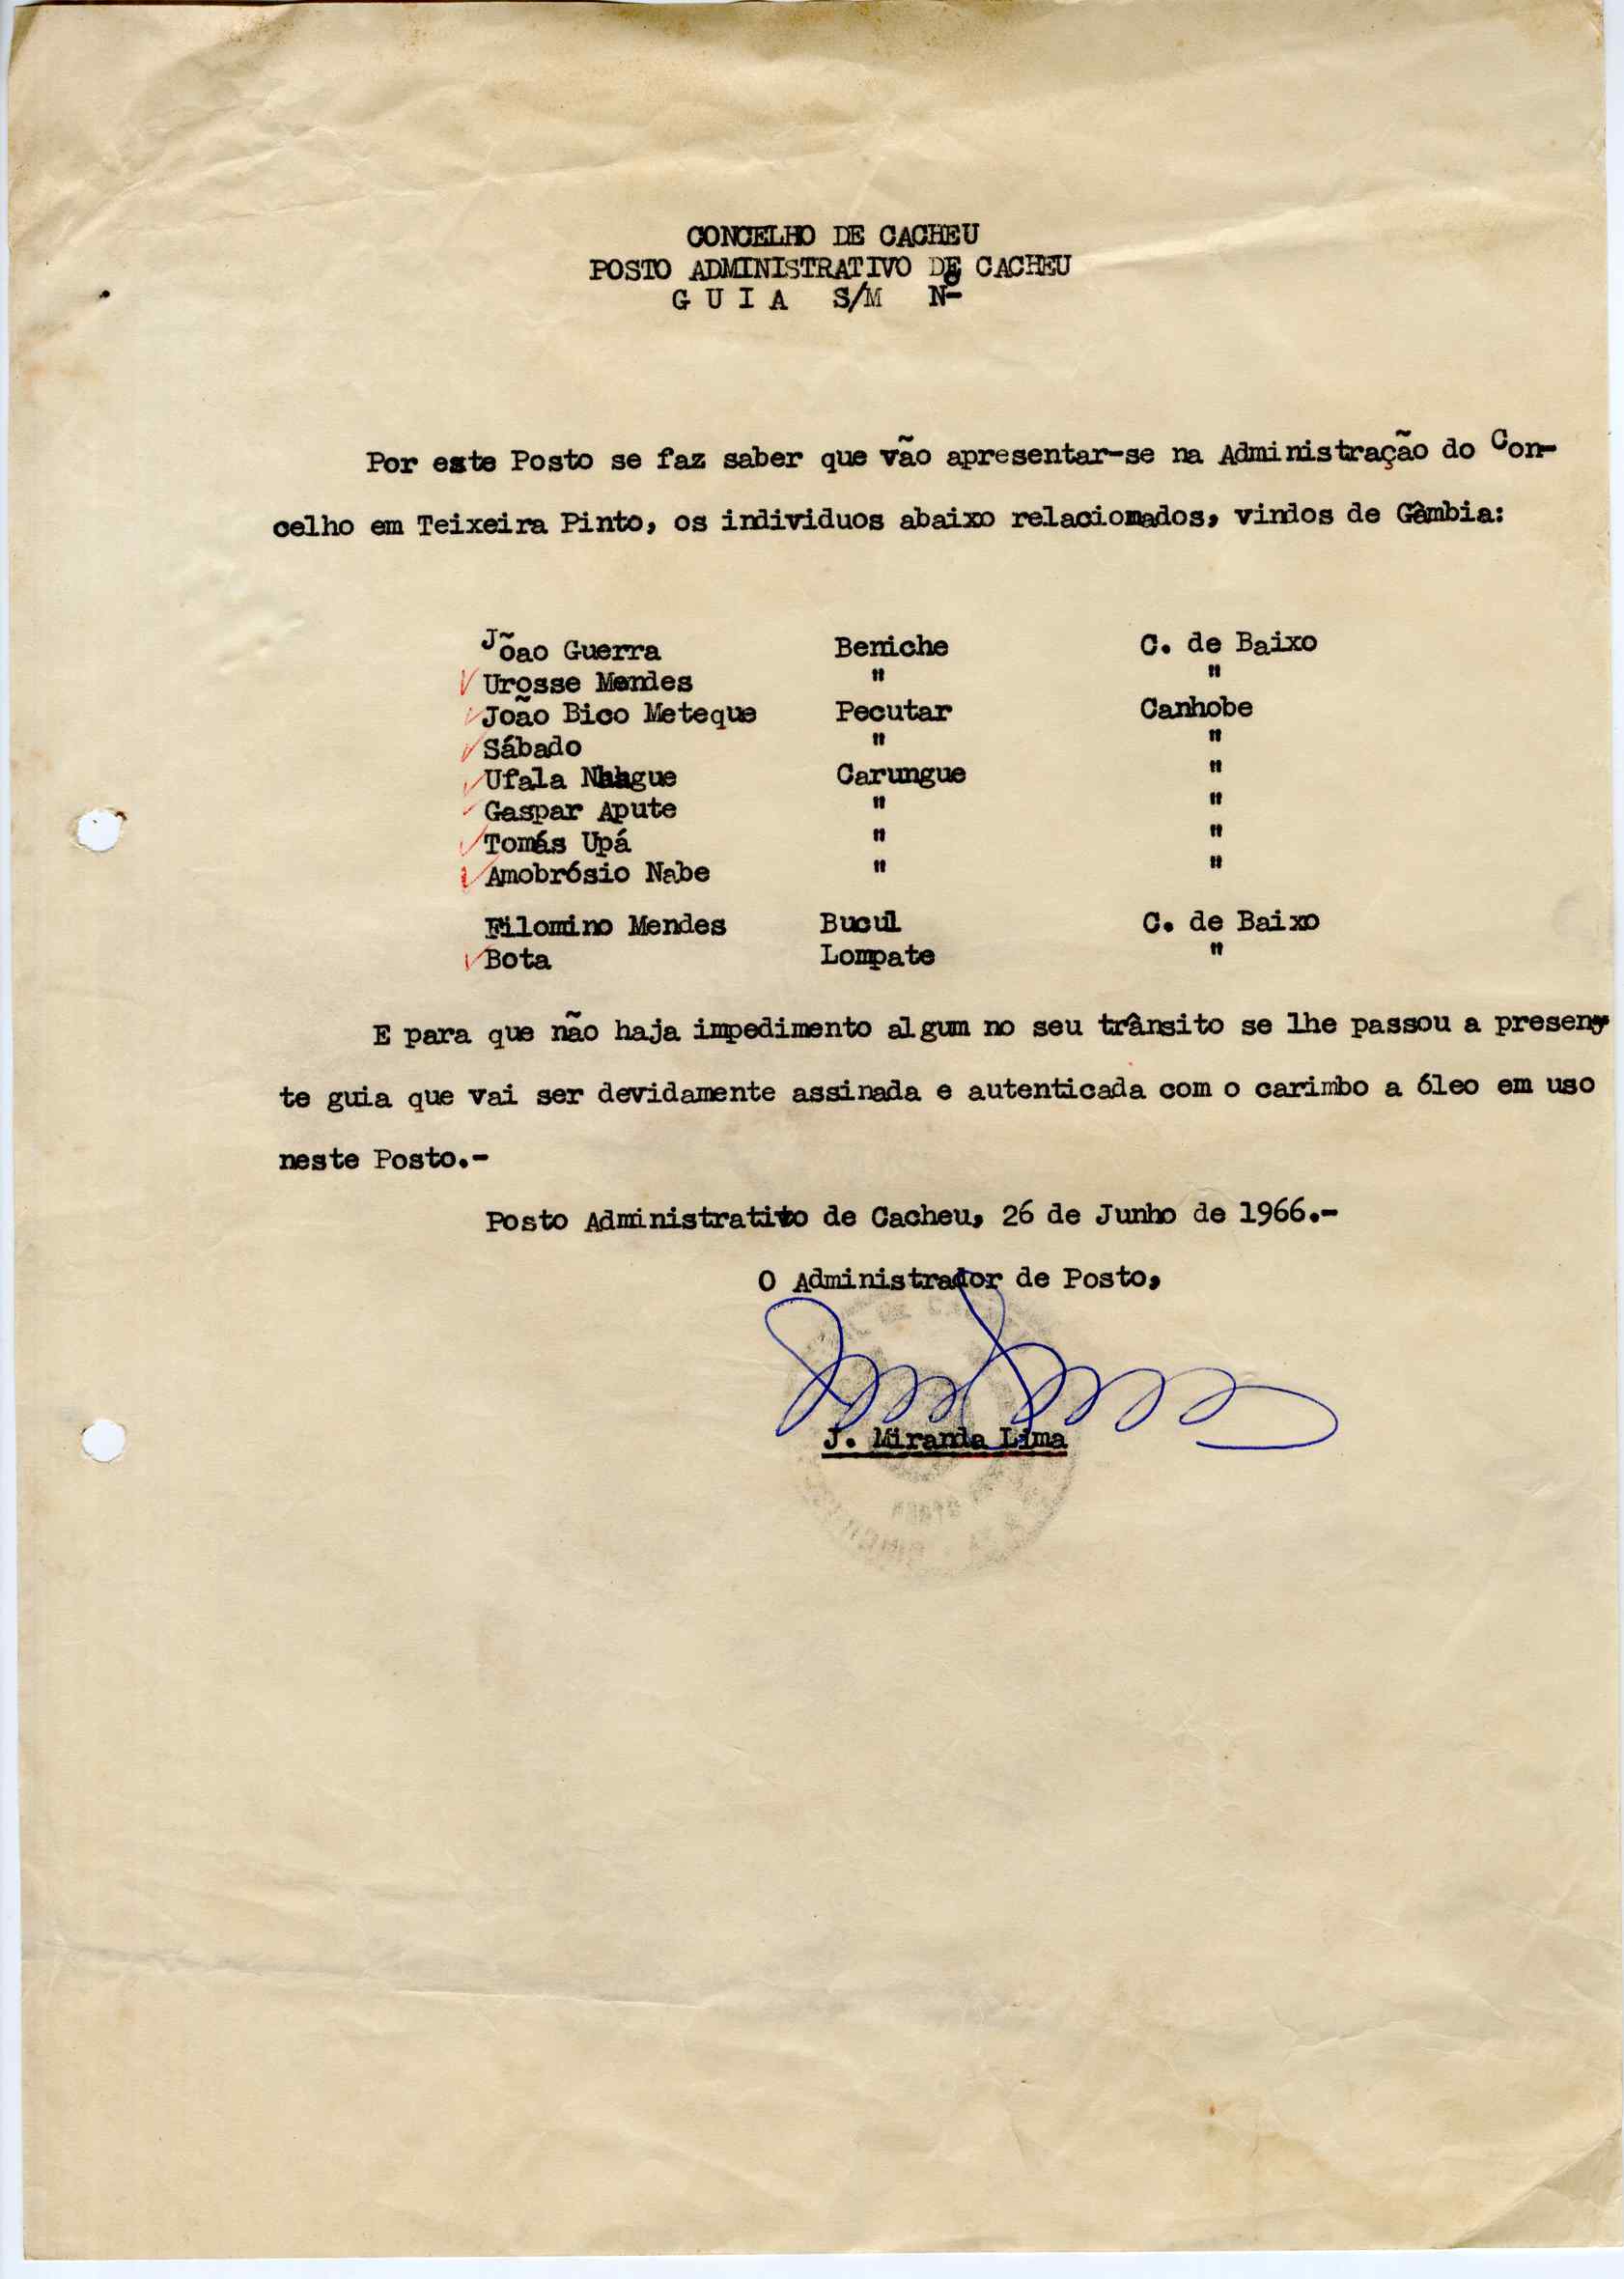 CONCELHO DE CACHEU
POSTO ADMINISTRATIVO DE CACHEU
G U I A S/M Nº
Por este Posto se faz saber que vão apresentar-se na Administração do Con-
celho em Teixeira Pinto, os individuos abaixo relacionados, vindos de Gâmbia:
Jõao Guerra Beniche C. de Baixo
Urosse Mendes " "
João Bico Meteque Pecutar Canhobe
Sábado " "
Ufala Carungue "
Gaspar Apute " "
Tomás Upá " "
Amobrósio Nabe " "
Filomino Mendes Bucul C. de Baixo
Bota Lompate "
E para que não haja impedimento algum no seu trânsito se lhe passou a presen-
te guia que vai ser devidamente assinada e autenticada com o carimbo a óleo em uso
neste Posto.-
Posto Administrativo de Cacheu, 26 de Junho de 1966.-
O Administrador de Posto,
J. Miranda Lima